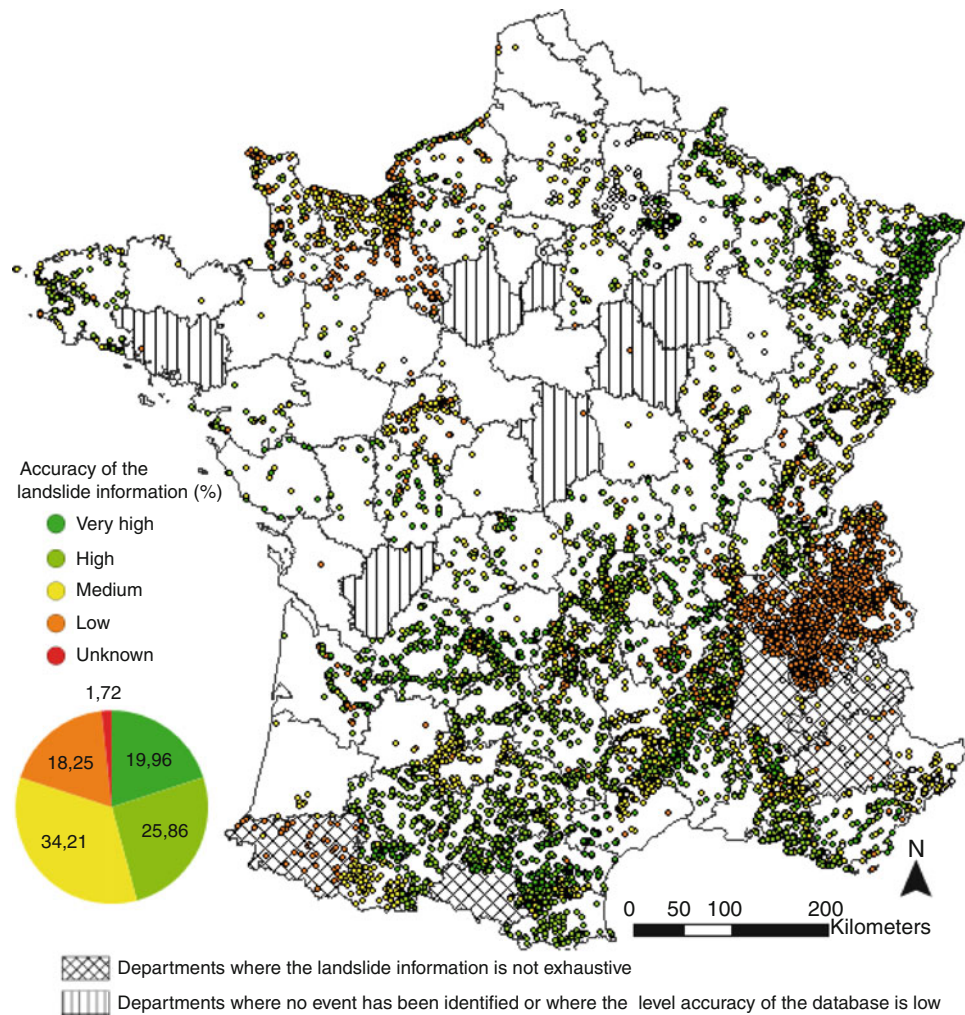 Accuracy of the
landslide information (%)
Very high
High
Medium
Low
Unknown
1,72
18,25
19,96
34,21
25,86
N
0 50 100 200
Kilometers
Departments where the landslide information is not exhaustive
Departments where no event has been identified or where the level accuracy of the database is low